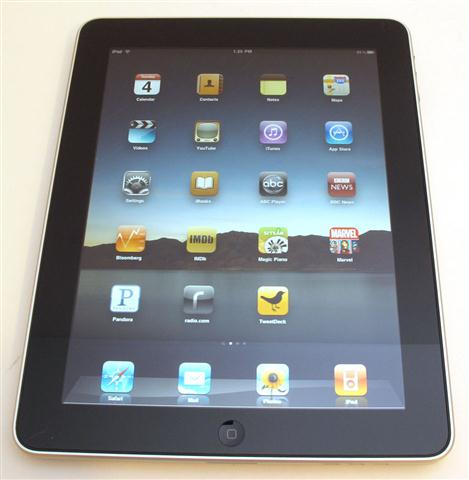 iPad 1:25 PM
4
Calendar Contacts Notes Maps
Videos YouTube iTunes App Store
abc BBC NEWS
Settings iBooks ABC Player BBC News
IMDb SMULE MARVEL
Bloomberg IMDb Magic Piano Marvel
P r
Pandora radio.com TweetDeck
Safari Mail Photos iPod